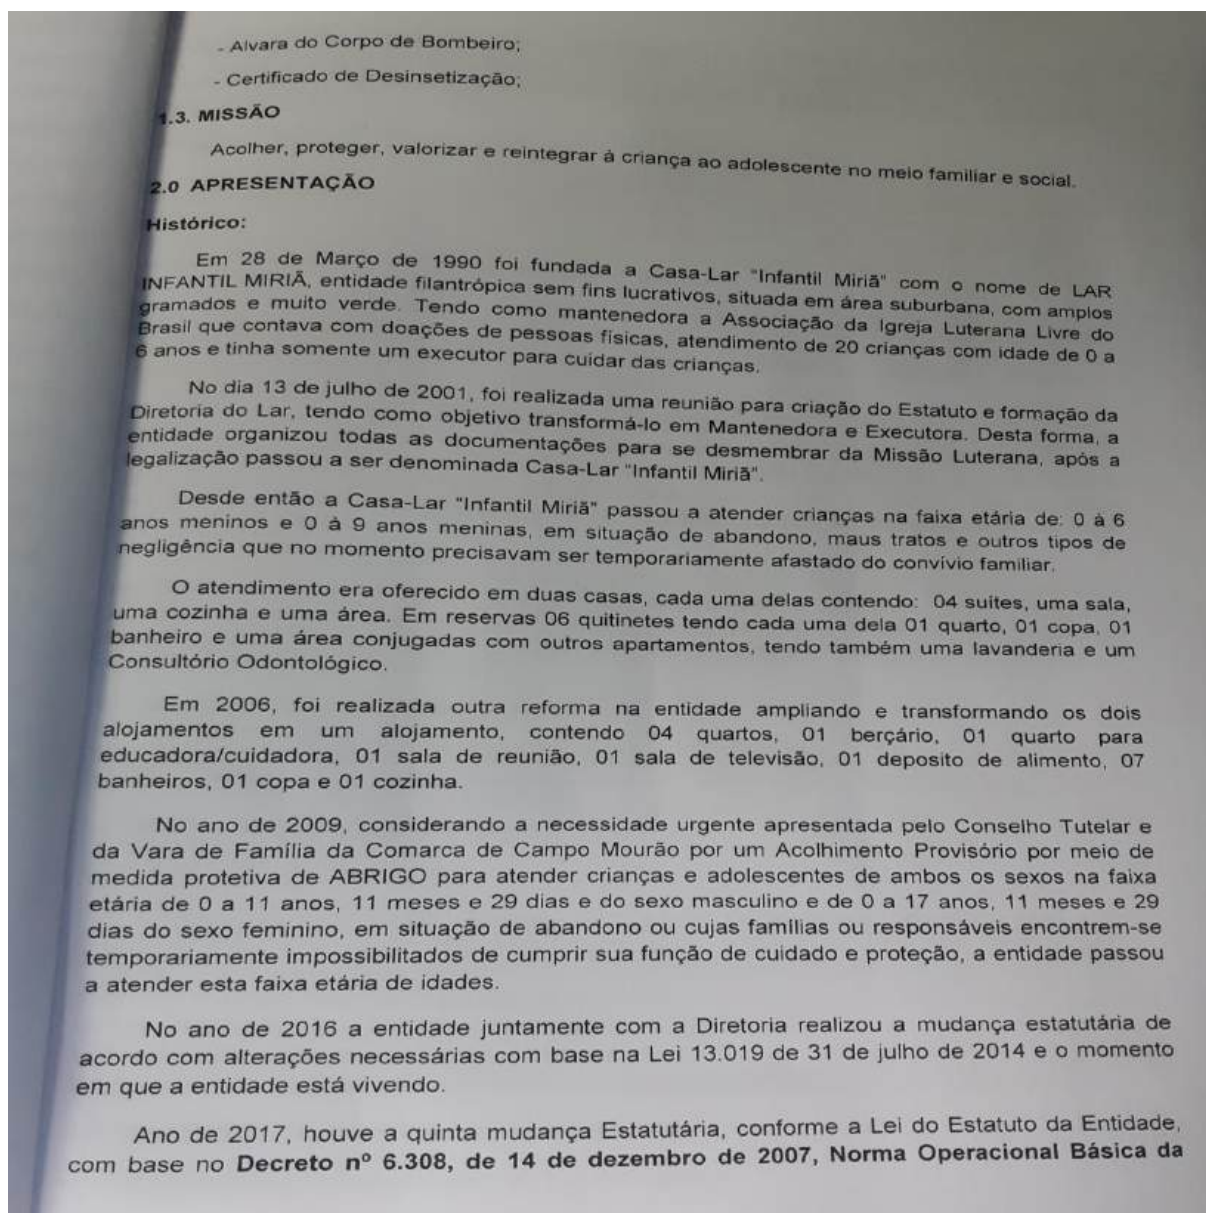 - Alvara do Corpo de Bombeiro;
- Certificado de Desinsetização;
1.3. MISSÃO
Acolher, proteger, valorizar e reintegrar à criança ao adolescente no meio familiar e social.
2.0 APRESENTAÇÃO
Histórico:
Em 28 de Março de 1990 foi fundada a Casa-Lar "Infantil Miriã" com o nome de LAR
INFANTIL MIRIÃ, entidade filantrópica sem fins lucrativos, situada em área suburbana, com amplos
gramados e muito verde. Tendo como mantenedora a Associação da Igreja Luterana Livre do
Brasil que contava com doações de pessoas físicas, atendimento de 20 crianças com idade de 0 a
6 anos e tinha somente um executor para cuidar das crianças.
No dia 13 de julho de 2001, foi realizada uma reunião para criação do Estatuto e formação da
Diretoria do Lar, tendo como objetivo transformá-lo em Mantenedora e Executora. Desta forma, a
entidade organizou todas as documentações para se desmembrar da Missão Luterana, após a
legalização passou a ser denominada Casa-Lar "Infantil Miriã".
Desde então a Casa-Lar "Infantil Miriã" passou a atender crianças na faixa etária de: 0 à 6
anos meninos e 0 á 9 anos meninas, em situação de abandono, maus tratos e outros tipos de
negligência que no momento precisavam ser temporariamente afastado do convívio familiar.
O atendimento era oferecido em duas casas, cada uma delas contendo: 04 suítes, uma sala,
uma cozinha e uma área. Em reservas 06 quitinetes tendo cada uma dela 01 quarto, 01 copa, 01
banheiro e uma área conjugadas com outros apartamentos, tendo também uma lavanderia e um
Consultório Odontológico.
Em 2006, foi realizada outra reforma na entidade ampliando e transformando os dois
alojamentos em um alojamento, contendo 04 quartos, 01 berçário, 01 quarto para
educadora/cuidadora, 01 sala de reunião, 01 sala de televisão, 01 deposito de alimento, 07
banheiros, 01 copa e 01 cozinha.
No ano de 2009, considerando a necessidade urgente apresentada pelo Conselho Tutelar e
da Vara de Família da Comarca de Campo Mourão por um Acolhimento Provisório por meio de
medida protetiva de ABRIGO para atender crianças e adolescentes de ambos os sexos na faixa
etária de 0 a 11 anos, 11 meses e 29 dias e do sexo masculino e de 0 a 17 anos, 11 meses e 29
dias do sexo feminino, em situação de abandono ou cujas famílias ou responsáveis encontrem-se
temporariamente impossibilitados de cumprir sua função de cuidado e proteção, a entidade passou
a atender esta faixa etária de idades.
No ano de 2016 a entidade juntamente com a Diretoria realizou a mudança estatutária de
acordo com alterações necessárias com base na Lei 13.019 de 31 de julho de 2014 e o momento
em que a entidade está vivendo.
Ano de 2017, houve a quinta mudança Estatutária, conforme a Lei do Estatuto da Entidade,
com base no Decreto nº 6.308, de 14 de dezembro de 2007, Norma Operacional Básica da